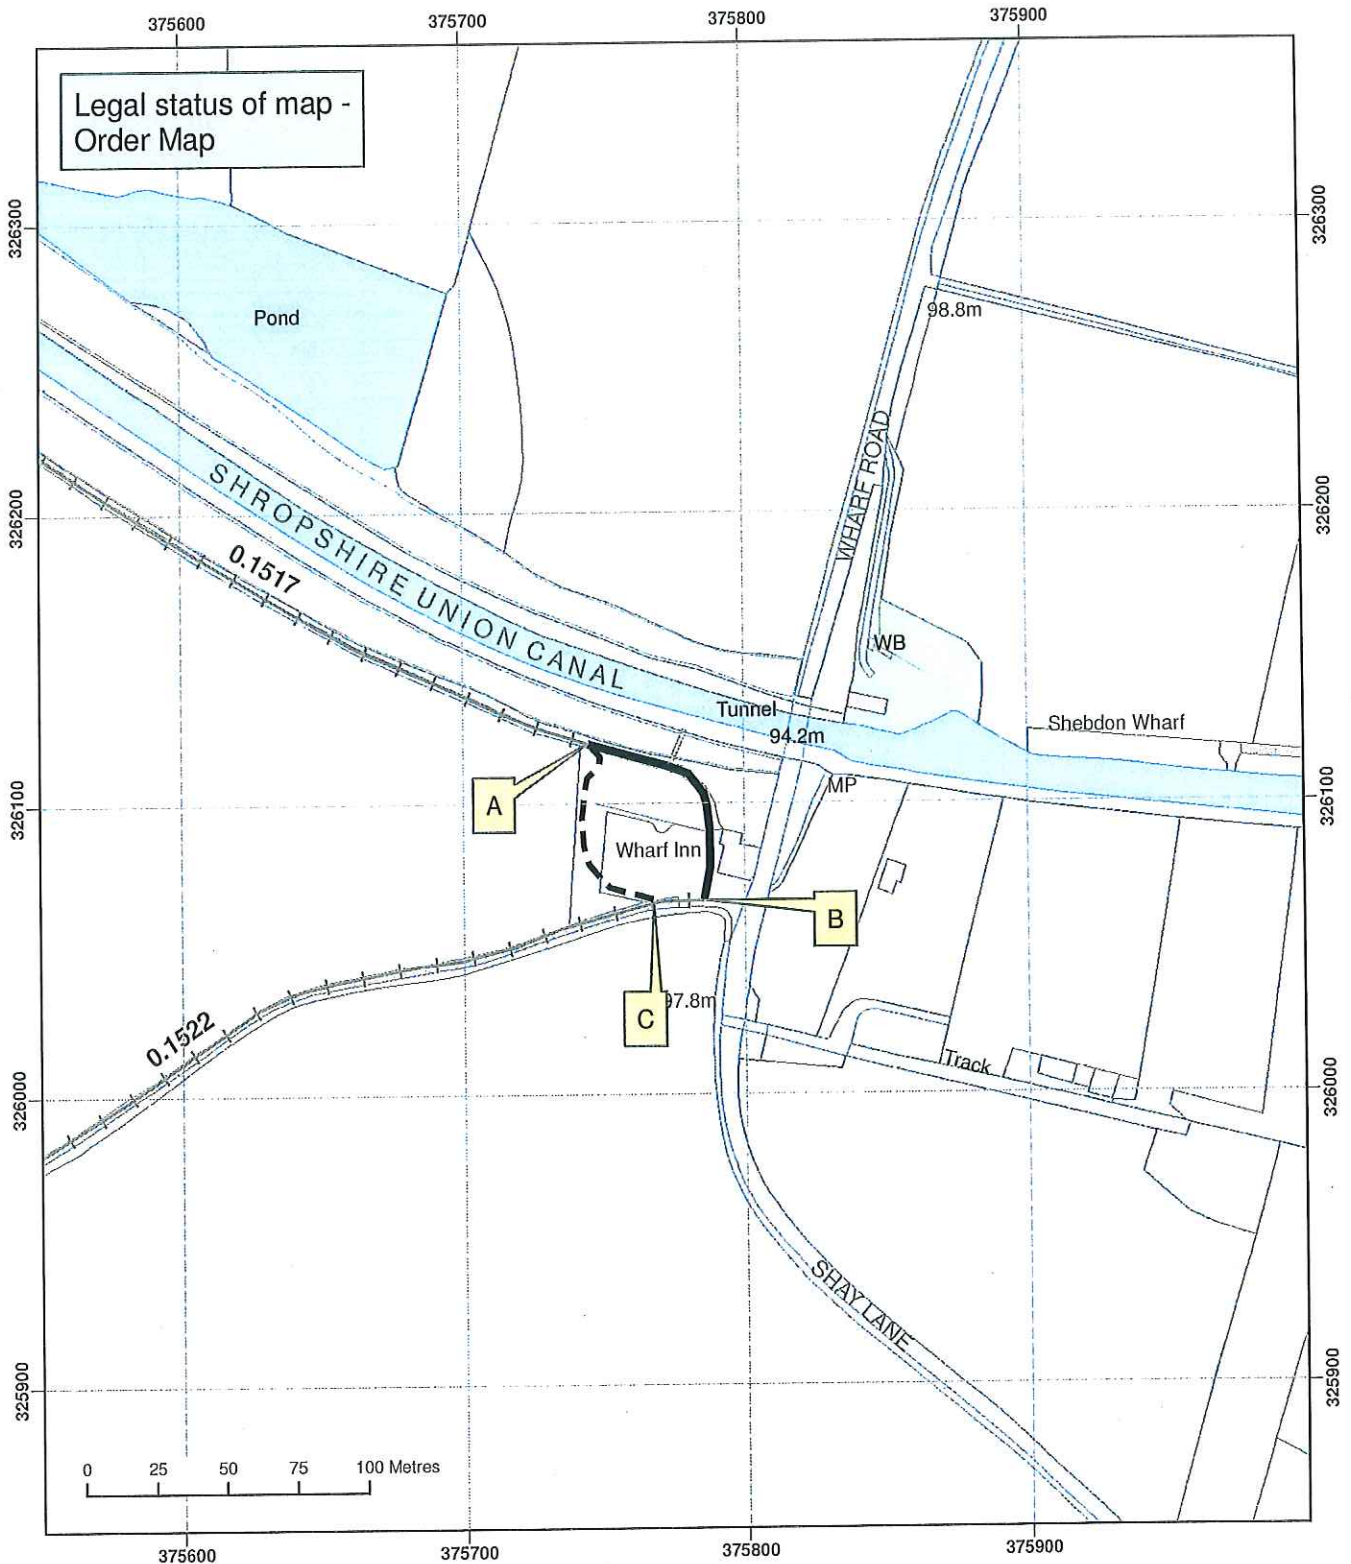 375600
375700
375800
375900
Legal status of map -
Order Map
326300
326300
Pond
98.8m
WHARF ROAD
326200
326200
SHROPSHIRE UNION CANAL
0.1517
WB
Tunnel
Shebdon Wharf
94.2m
MP
326100
326100
A
Wharf Inn
B
C
97.8m
0.1522
Track
326000
326000
SHAY LANE
325900
325900
0
25
50
75
100 Metres
375600
375700
375800
375900